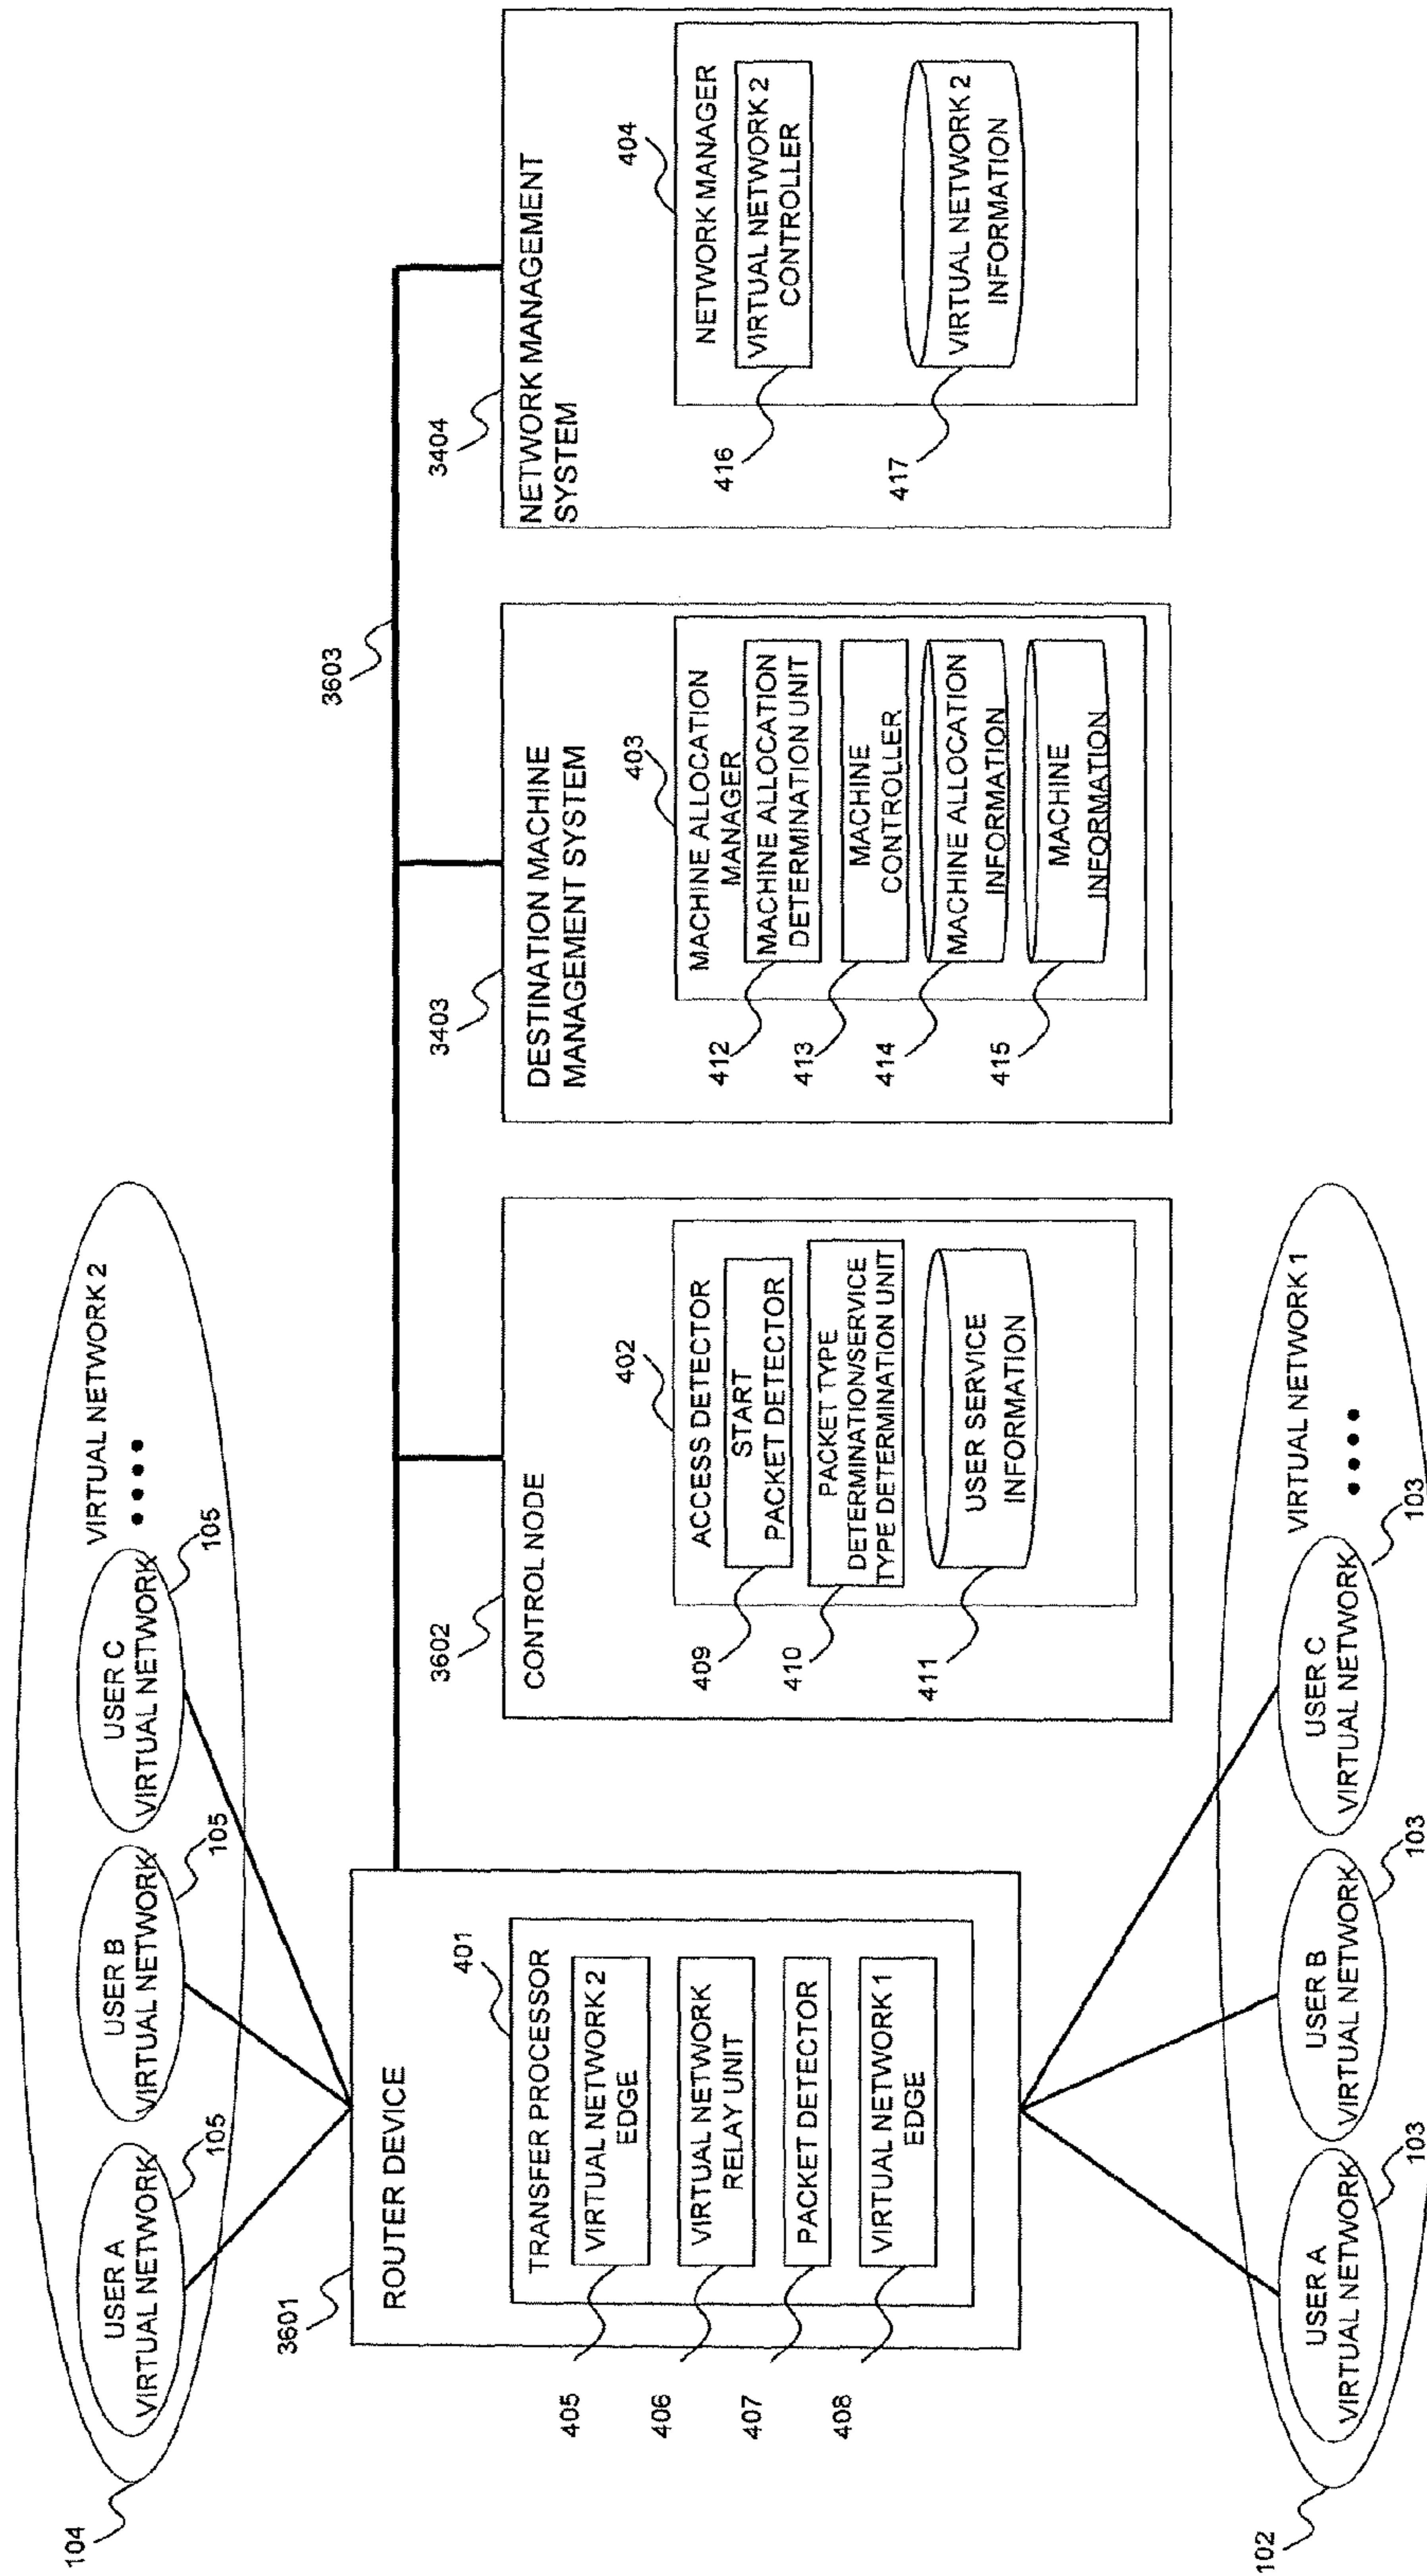 104
VIRTUAL NETWORK 2
USER A
VIRTUAL NETWORK
105
USER B
VIRTUAL NETWORK
105
USER C
VIRTUAL NETWORK
105
3601
ROUTER DEVICE
TRANSFER PROCESSOR
401
405
VIRTUAL NETWORK 2
EDGE
406
VIRTUAL NETWORK
RELAY UNIT
407
PACKET DETECTOR
408
VIRTUAL NETWORK 1
EDGE
3603
3602
CONTROL NODE
402
ACCESS DETECTOR
409
START
PACKET DETECTOR
410
PACKET TYPE
DETERMINATION/SERVICE
TYPE DETERMINATION UNIT
411
USER SERVICE
INFORMATION
3403
DESTINATION MACHINE
MANAGEMENT SYSTEM
403
MACHINE ALLOCATION
MANAGER
412
MACHINE ALLOCATION
DETERMINATION UNIT
413
MACHINE
CONTROLLER
414
MACHINE ALLOCATION
INFORMATION
415
MACHINE
INFORMATION
3404
NETWORK MANAGEMENT
SYSTEM
404
NETWORK MANAGER
416
VIRTUAL NETWORK 2
CONTROLLER
417
VIRTUAL NETWORK 2
INFORMATION
102
VIRTUAL NETWORK 1
USER A
VIRTUAL NETWORK
103
USER B
VIRTUAL NETWORK
103
USER C
VIRTUAL NETWORK
103